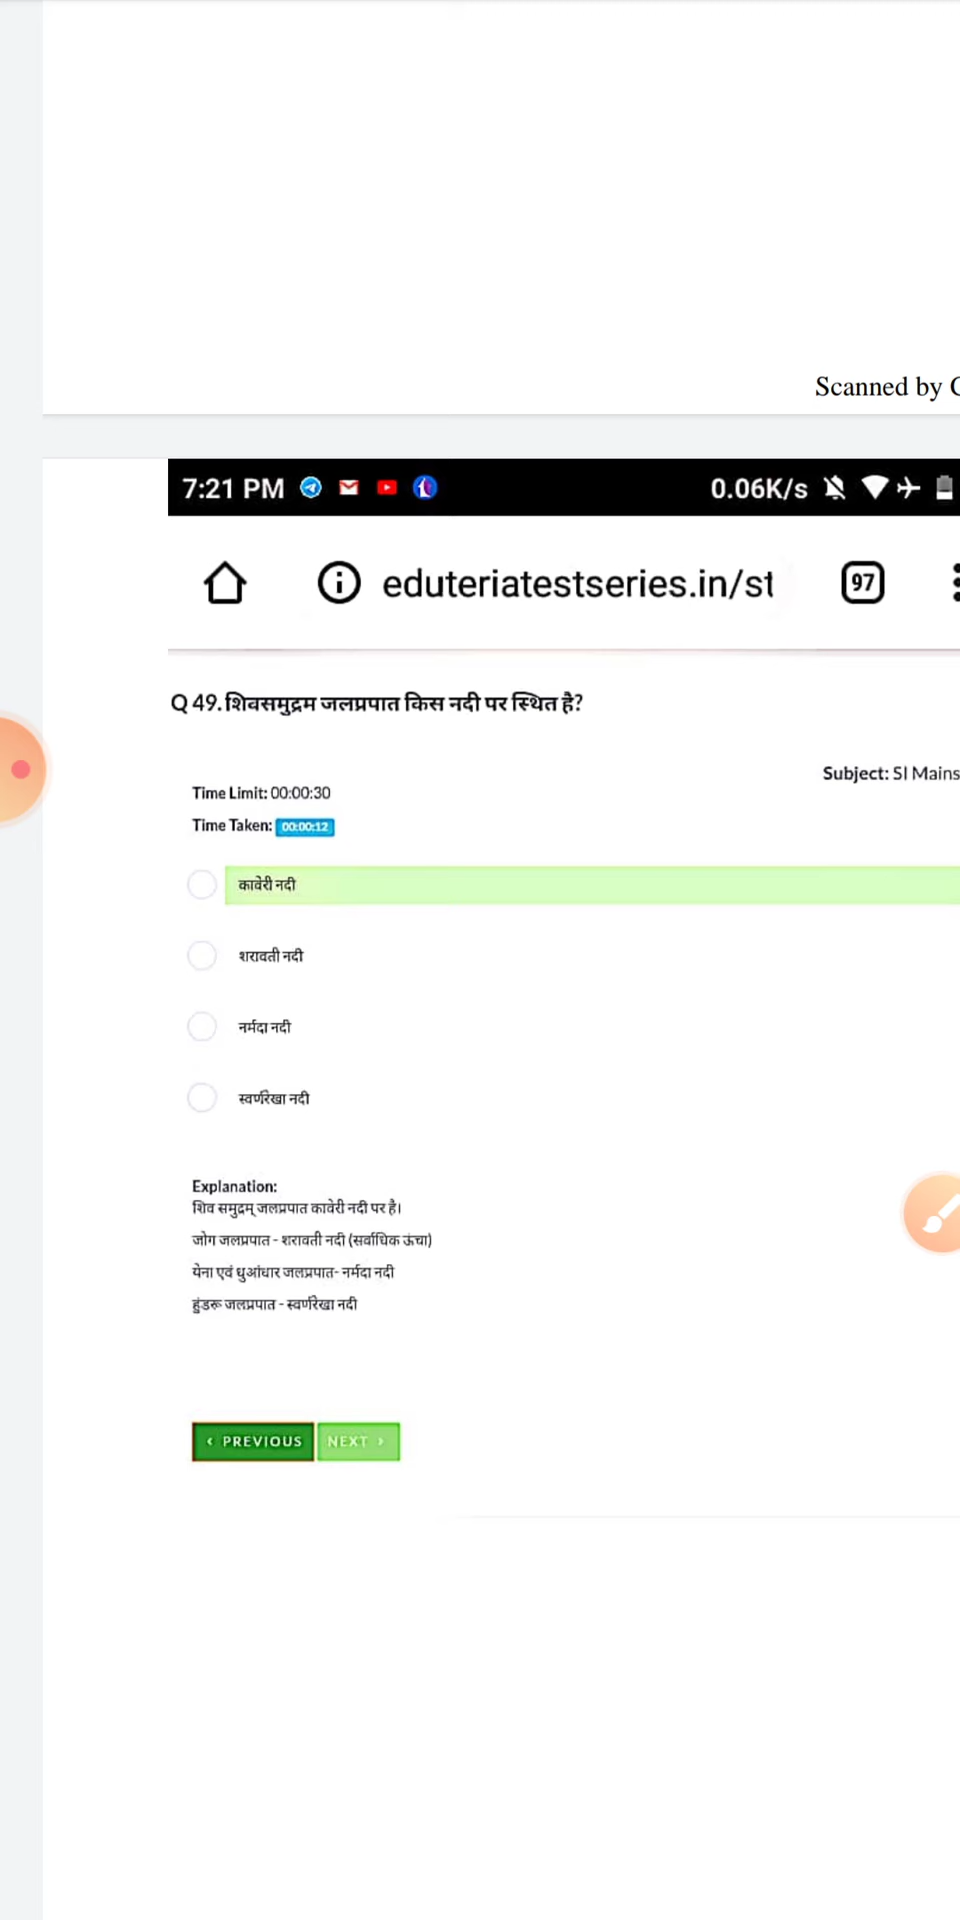 Scanned by
7:21 PM 0.06K/s
eduteriatestseries.in/st 97
Q 49. शिवसमुद्रम जलप्रपात किस नदी पर स्थित है?
Subject: SI Mains
Time Limit: 00:00:30
Time Taken: 00:00:12
कावेरी नदी
शरावती नदी
नर्मदा नदी
स्वर्णरेखा नदी
Explanation:
शिव समुद्रम् जलप्रपात कावेरी नदी पर है।
जोग जलप्रपात - शरावती नदी (सर्वाधिक ऊंचा)
येना एवं धुआंधार जलप्रपात- नर्मदा नदी
हुंडरू जलप्रपात - स्वर्णरेखा नदी
‹ PREVIOUS NEXT ›